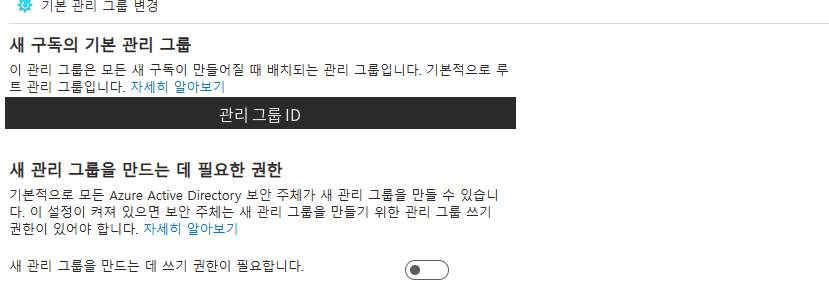 기본 관리 그룹 변경
새 구독의 기본 관리 그룹
이 관리 그룹은 모든 새 구독이 만들어질 때 배치되는 관리 그룹입니다. 기본적으로 루
트 관리 그룹입니다. 자세히 알아보기
관리 그룹 ID
새 관리 그룹을 만드는 데 필요한 권한
기본적으로 모든 Azure Active Directory 보안 주체가 새 관리 그룹을 만들 수 있습니
다. 이 설정이 켜져 있으면 보안 주체는 새 관리 그룹을 만들기 위한 관리 그룹 쓰기
권한이 있어야 합니다. 자세히 알아보기
새 관리 그룹을 만드는 데 쓰기 권한이 필요합니다.